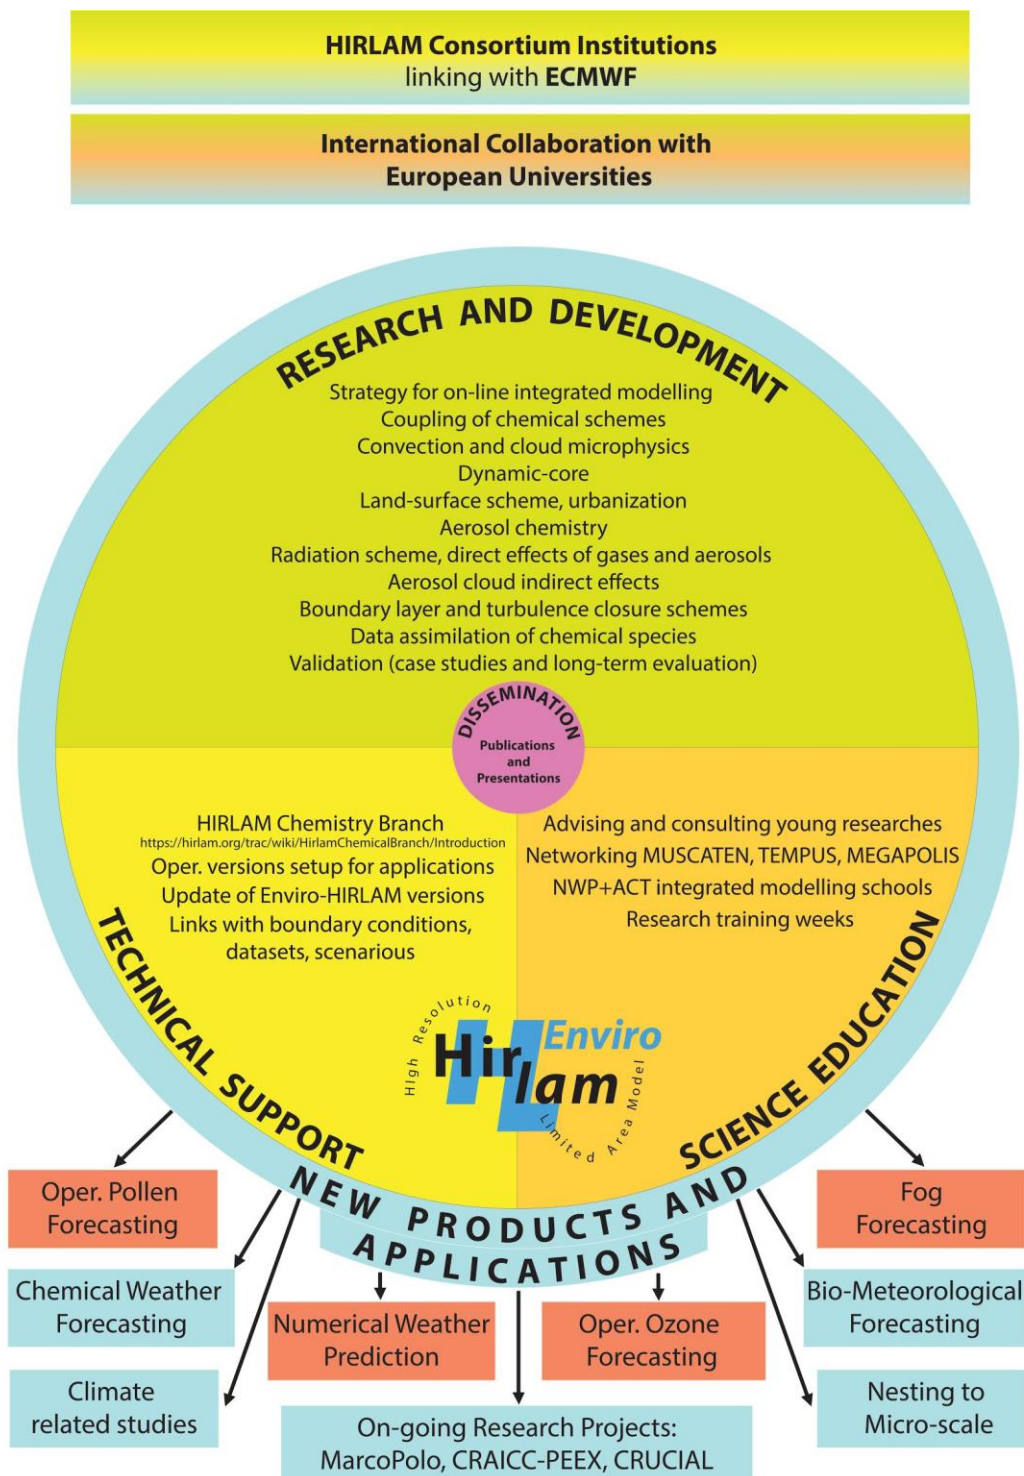 HIRLAM Consortium Institutions
linking with ECMWF
International Collaboration with
European Universities
RESEARCH AND DEVELOPMENT
Strategy for on-line integrated modelling
Coupling of chemical schemes
Convection and cloud microphysics
Dynamic-core
Land-surface scheme, urbanization
Aerosol chemistry
Radiation scheme, direct effects of gases and aerosols
Aerosol cloud indirect effects
Boundary layer and turbulence closure schemes
Data assimilation of chemical species
Validation (case studies and long-term evaluation)
DISSEMINATION
Publications
and
Presentations
HIRLAM Chemistry Branch
https://hirlam.org/trac/wiki/HirlamChemicalBranch/Introduction
Oper. versions setup for applications
Update of Enviro-HIRLAM versions
Links with boundary conditions,
datasets, scenarious
TECHNICAL SUPPORT
Advising and consulting young researches
Networking MUSCATEN, TEMPUS, MEGAPOLIS
NWP+ACT integrated modelling schools
Research training weeks
SCIENCE EDUCATION
HIgh Resolution
Enviro
Hir
lam
Limited Area Model
NEW PRODUCTS AND
APPLICATIONS
Oper. Pollen
Forecasting
Chemical Weather
Forecasting
Climate
related studies
Numerical Weather
Prediction
On-going Research Projects:
MarcoPolo, CRAICC-PEEX, CRUCIAL
Oper. Ozone
Forecasting
Fog
Forecasting
Bio-Meteorological
Forecasting
Nesting to
Micro-scale